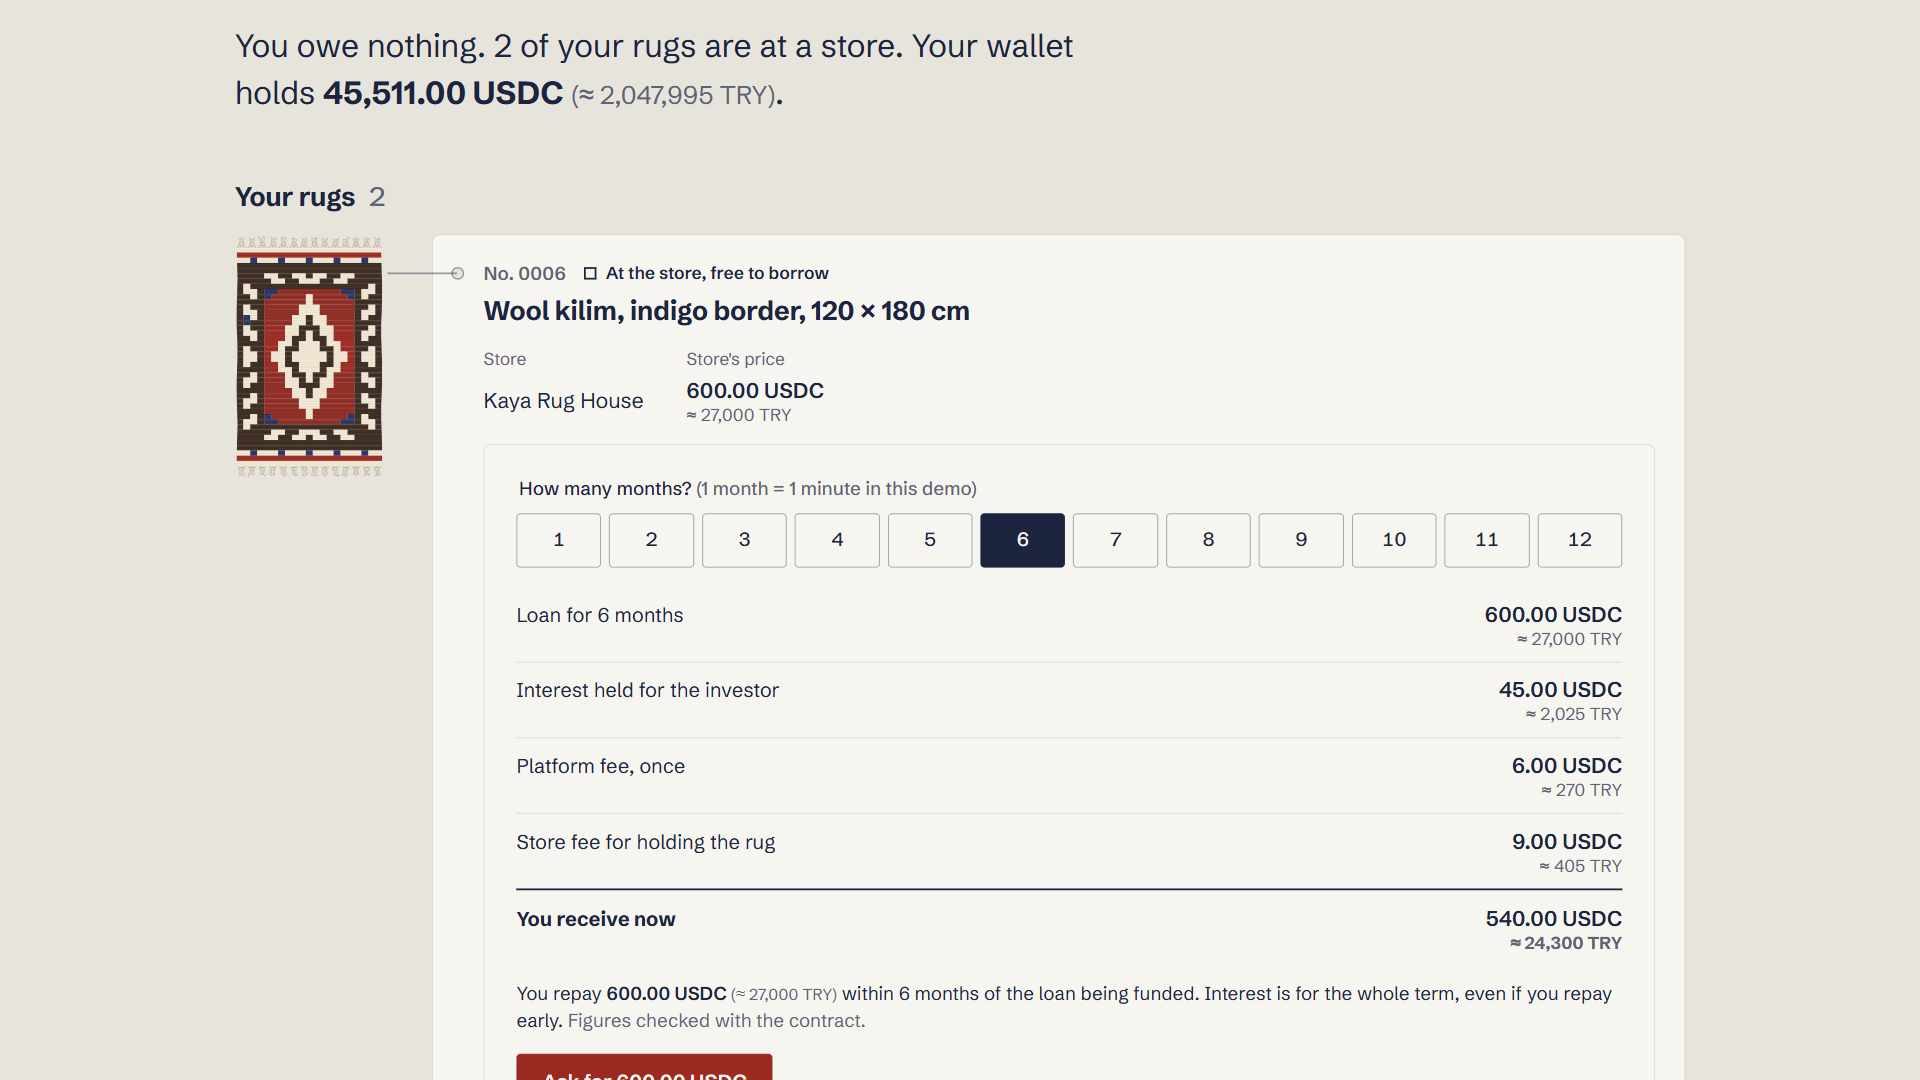 You owe nothing. 2 of your rugs are at a store. Your wallet
holds 45,511.00 USDC (≈ 2,047,995 TRY).
Your rugs 2
No. 0006 At the store, free to borrow
Wool kilim, indigo border, 120 × 180 cm
Store Store's price
Kaya Rug House 600.00 USDC
≈ 27,000 TRY
How many months? (1 month = 1 minute in this demo)
1 2 3 4 5 6 7 8 9 10 11 12
Loan for 6 months 600.00 USDC
≈ 27,000 TRY
Interest held for the investor 45.00 USDC
≈ 2,025 TRY
Platform fee, once 6.00 USDC
≈ 270 TRY
Store fee for holding the rug 9.00 USDC
≈ 405 TRY
You receive now 540.00 USDC
≈ 24,300 TRY
You repay 600.00 USDC (≈ 27,000 TRY) within 6 months of the loan being funded. Interest is for the whole term, even if you repay
early. Figures checked with the contract.
Ask for 600.00 USDC